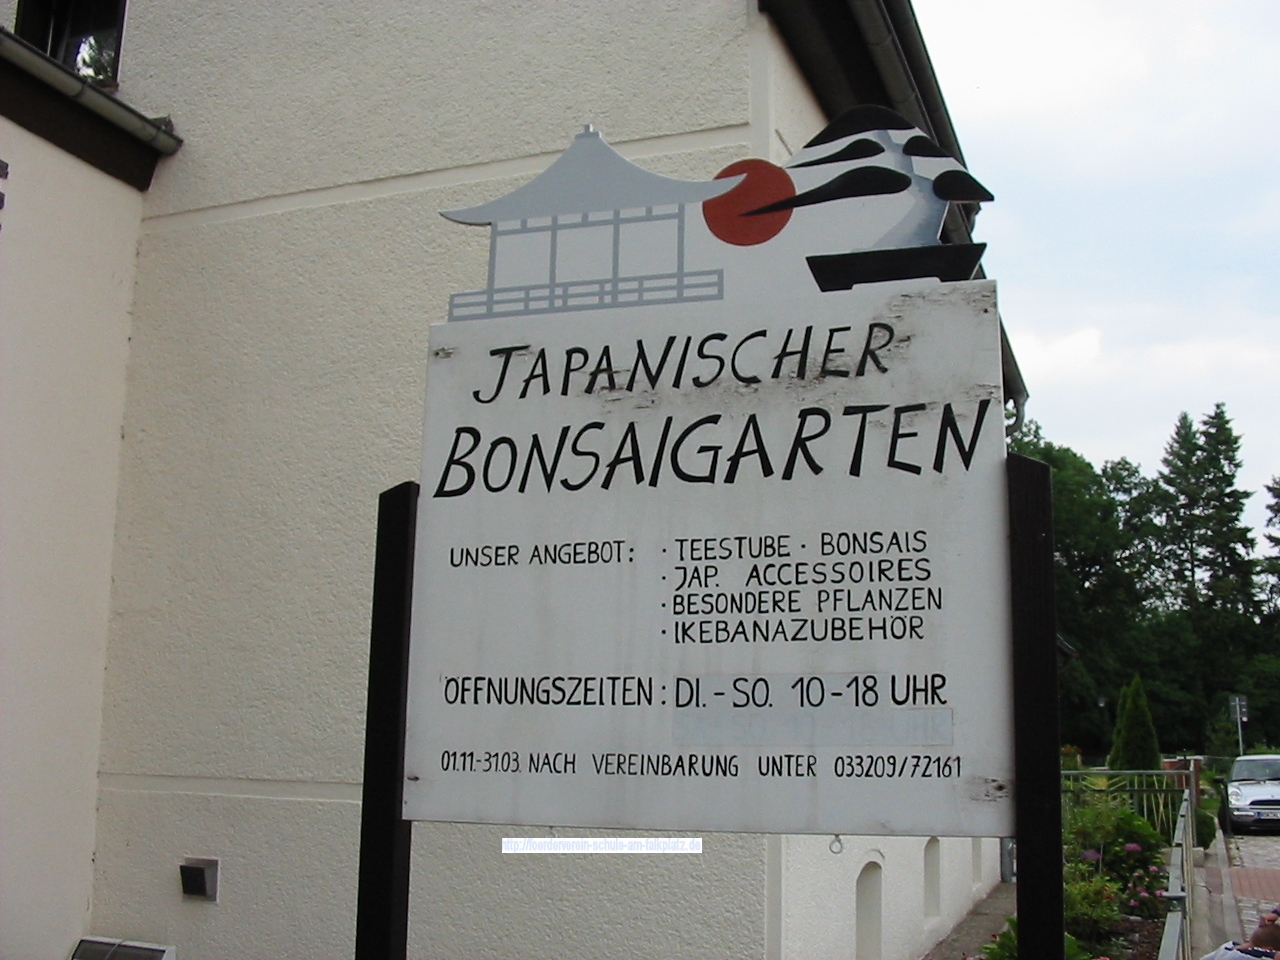 JAPANISCHER
BONSAIGARTEN
UNSER ANGEBOT: · TEESTUBE · BONSAIS
· JAP. ACCESSOIRES
· BESONDERE PFLANZEN
· IKEBANAZUBEHÖR
ÖFFNUNGSZEITEN: DI. - SO. 10 - 18 UHR
01.11.-31.03. NACH VEREINBARUNG UNTER 033209/72161
http://foerderverein-schule-am-falkplatz.de